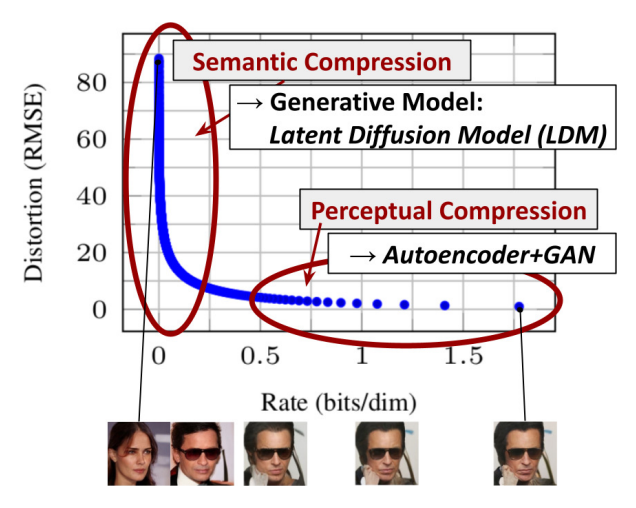 Semantic Compression
→ Generative Model:
Latent Diffusion Model (LDM)
Perceptual Compression
→ Autoencoder+GAN
Distortion (RMSE)
80
60
40
20
0
0
0.5
1
1.5
Rate (bits/dim)